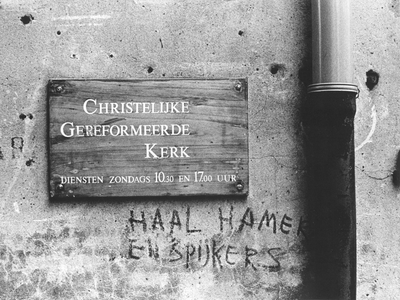 Christelijke
Gereformeerde
Kerk
diensten zondags 10.30 en 17.00 uur
HAAL HAMER
EN SPIJKERS